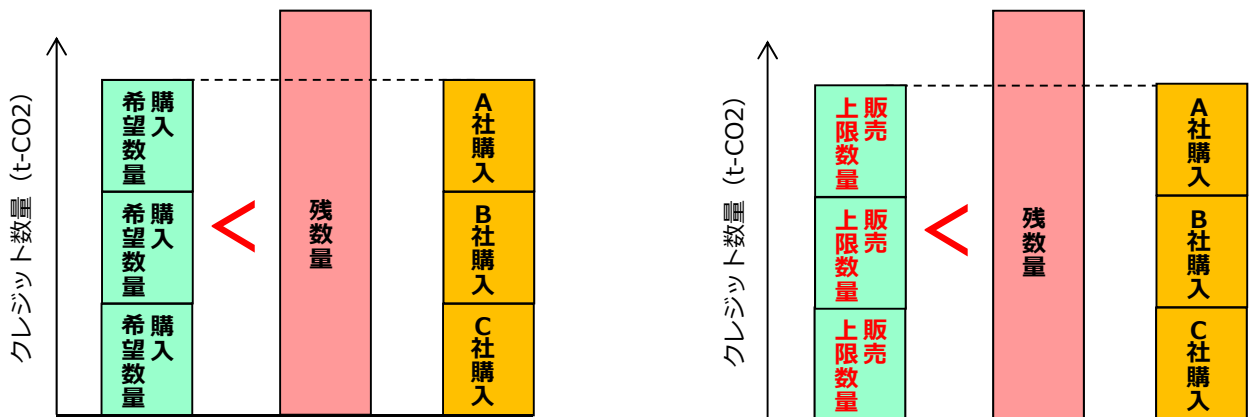 クレジット数量（t-CO2）
購入
希望数量
購入
希望数量
購入
希望数量
<
残数量
A社購入
B社購入
C社購入
クレジット数量（t-CO2）
販売
上限数量
販売
上限数量
販売
上限数量
<
残数量
A社購入
B社購入
C社購入